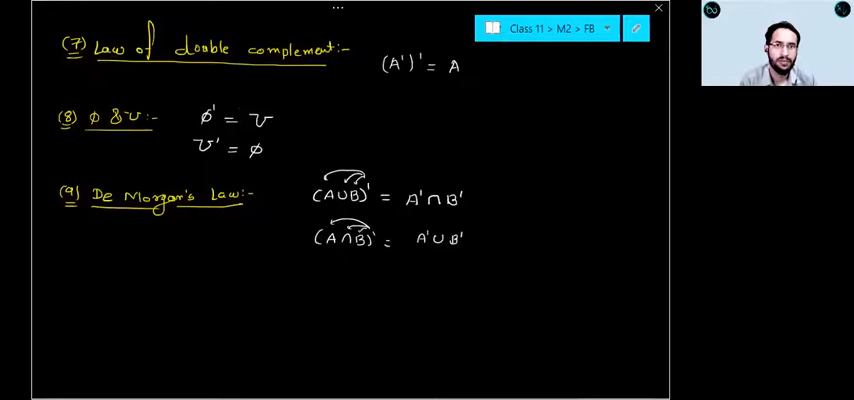 (7) Law of double complement:-
(A')' = A
Class 11 > M2 > FB
(8) φ & U:-
φ' = U
U' = φ
(9) De Morgan's Law:-
(A∪B)' = A'∩B'
(A∩B)' = A'∪B'